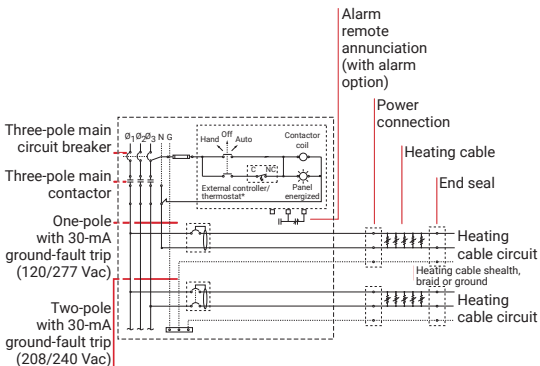 Alarm
remote
annunciation
(with alarm
option)
Power
connection
Heating cable
End seal
Three-pole main
circuit breaker
Three-pole main
contactor
One-pole
with 30-mA
ground-fault trip
(120/277 Vac)
Two-pole
with 30-mA
ground-fault trip
(208/240 Vac)
Ø1 Ø2 Ø3 N G
Hand Off Auto
Contactor
coil
C NC
External controller/
thermostat*
Panel
energized
Heating
cable circuit
Heating cable shealth,
braid or ground
Heating
cable circuit